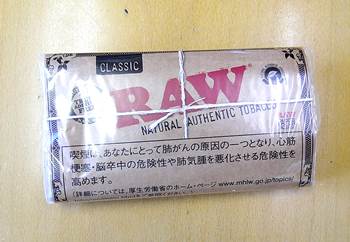 CLASSIC
RAW
NATURAL AUTHENTIC TOBACCO
喫煙は、あなたにとって肺がんの原因の一つとなり、心筋
梗塞・脳卒中の危険性や肺気腫を悪化させる危険性を
高めます。
(詳細については、厚生労働省のホーム・ページ www.mhlw.go.jp/topics/